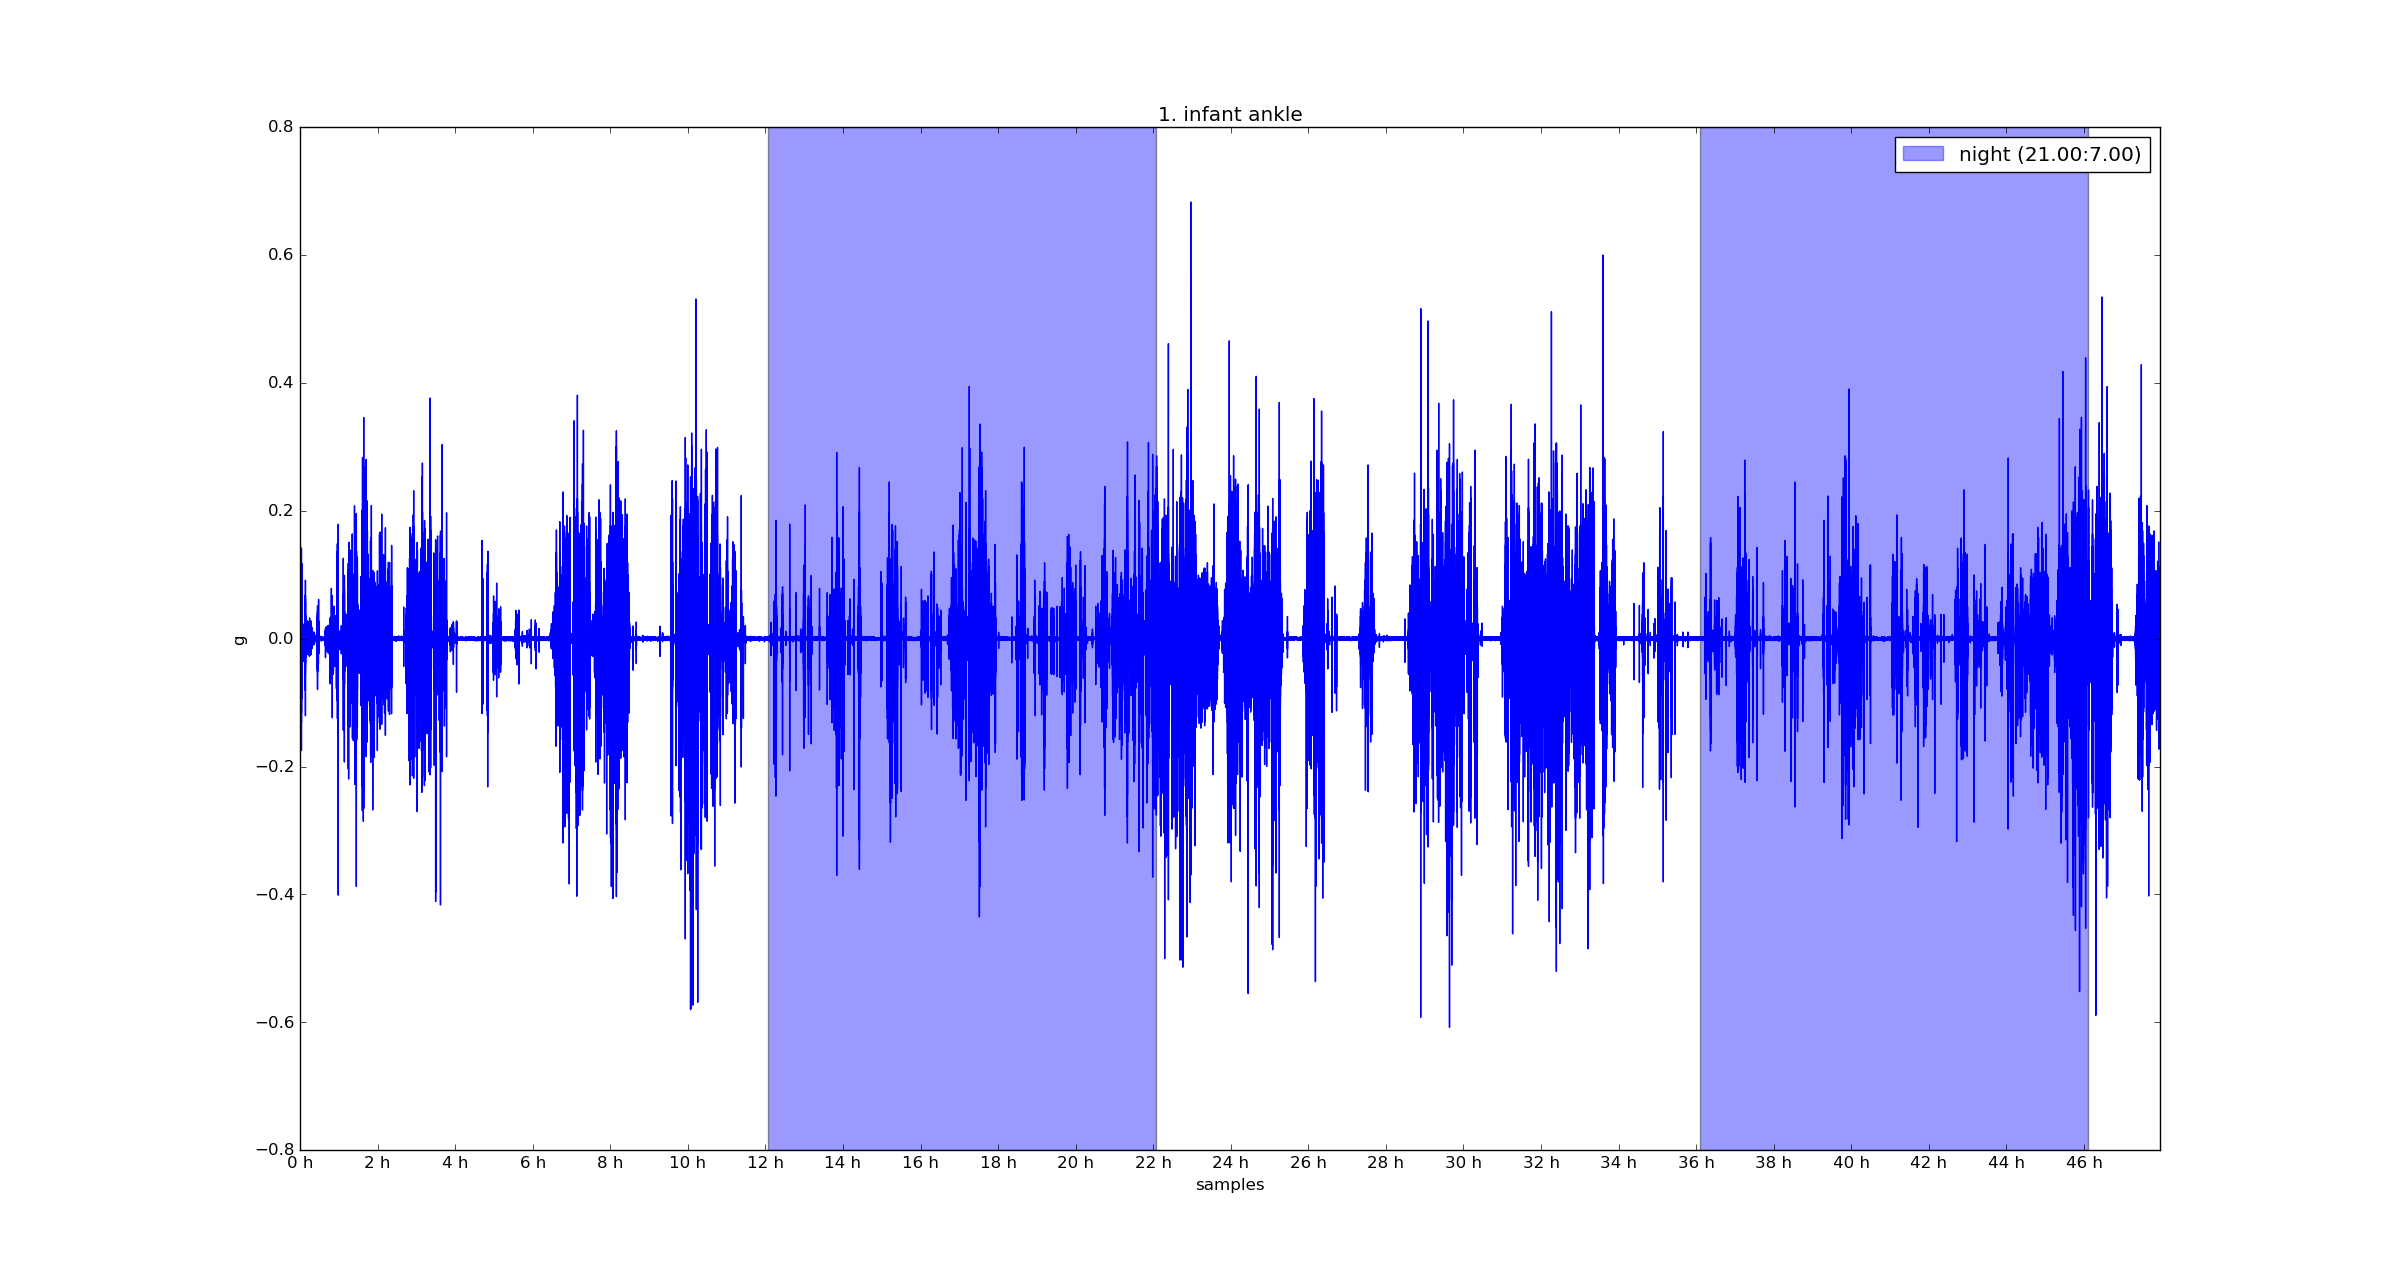 1. infant ankle
night (21.00:7.00)
0.8
0.6
0.4
0.2
0.0
−0.2
−0.4
−0.6
−0.8
g
0 h 2 h 4 h 6 h 8 h 10 h 12 h 14 h 16 h 18 h 20 h 22 h 24 h 26 h 28 h 30 h 32 h 34 h 36 h 38 h 40 h 42 h 44 h 46 h
samples